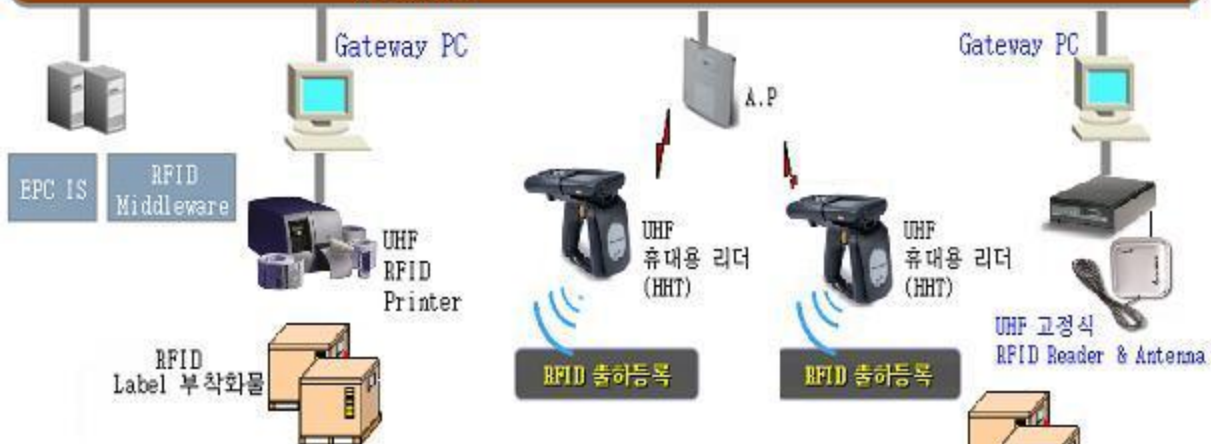 Gateway PC
Gateway PC
A.P
EPC IS
RFID
Middleware
UHF
RFID
Printer
UHF
휴대용 리더
(HHT)
UHF
휴대용 리더
(HHT)
UHF 고정식
RFID Reader & Antenna
RFID
Label 부착화물
RFID 출하등록
RFID 출하등록